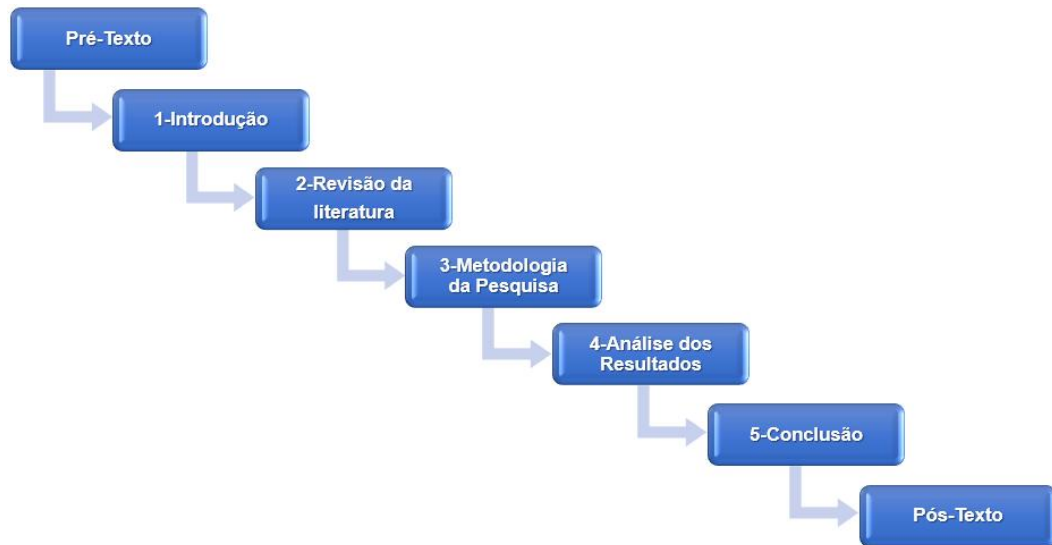 Pré-Texto
1-Introdução
2-Revisão da
literatura
3-Metodologia
da Pesquisa
4-Análise dos
Resultados
5-Conclusão
Pós-Texto